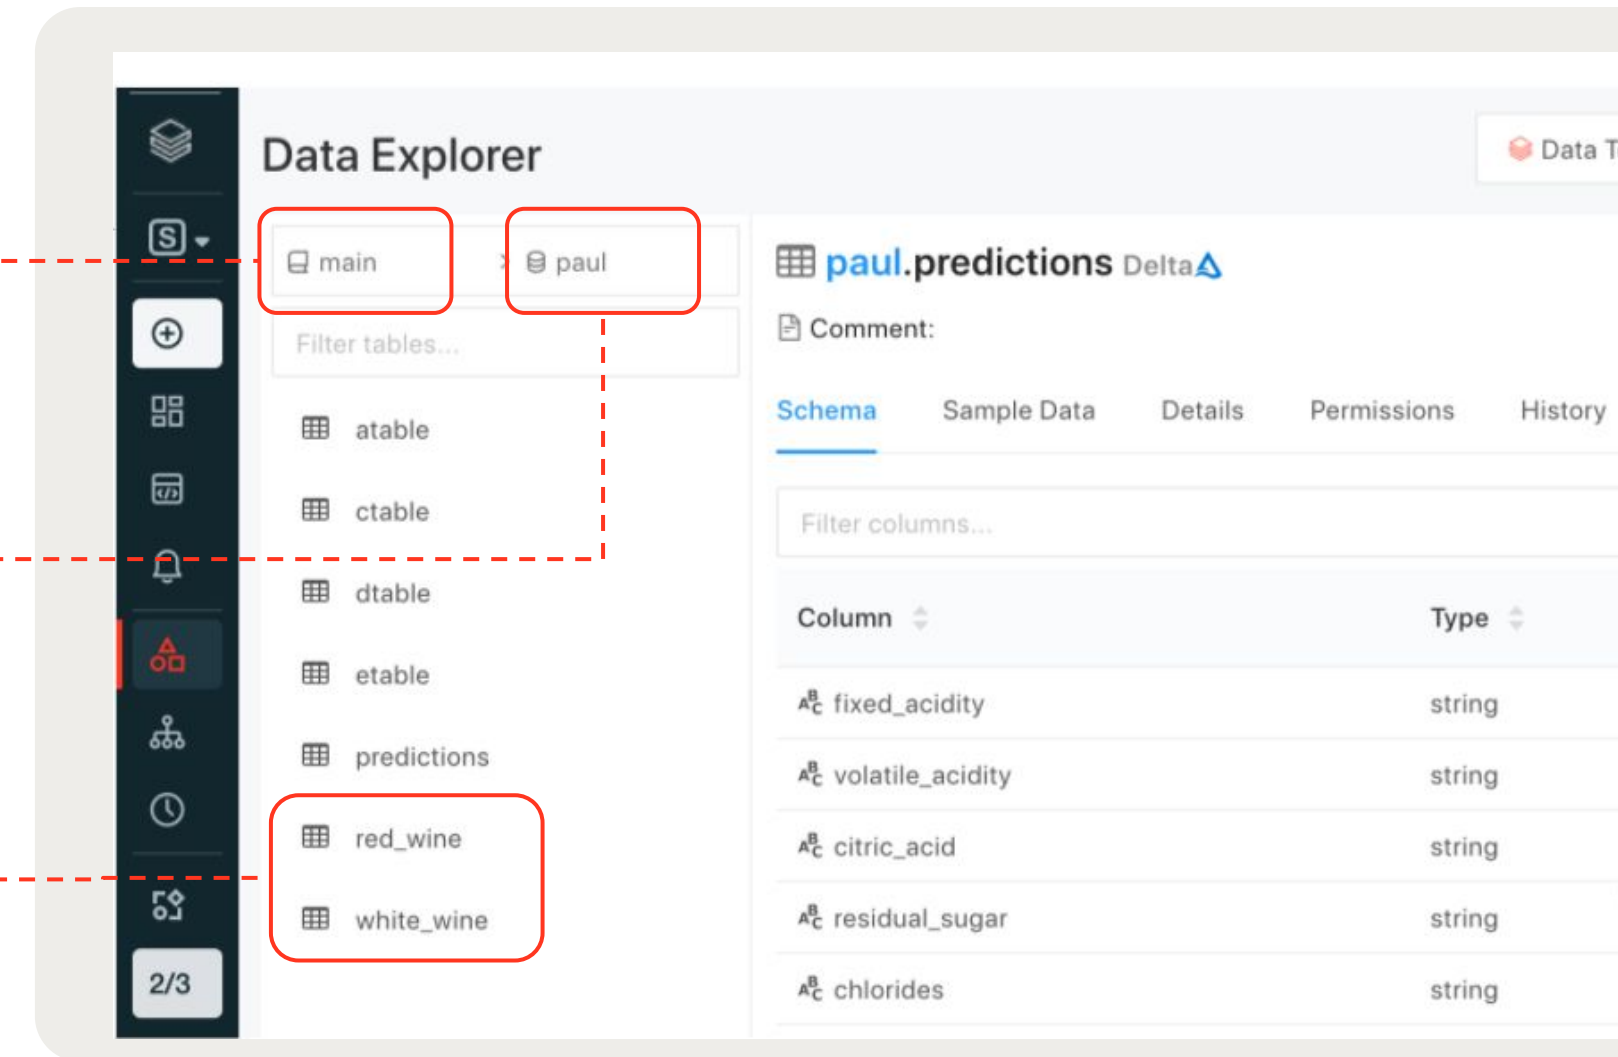 Data Explorer
Data
S
main > paul
Filter tables...
atable
ctable
dtable
etable
predictions
red_wine
white_wine
2/3
paul.predictions Delta
Comment:
Schema Sample Data Details Permissions History
Filter columns...
Column Type
fixed_acidity string
volatile_acidity string
citric_acid string
residual_sugar string
chlorides string